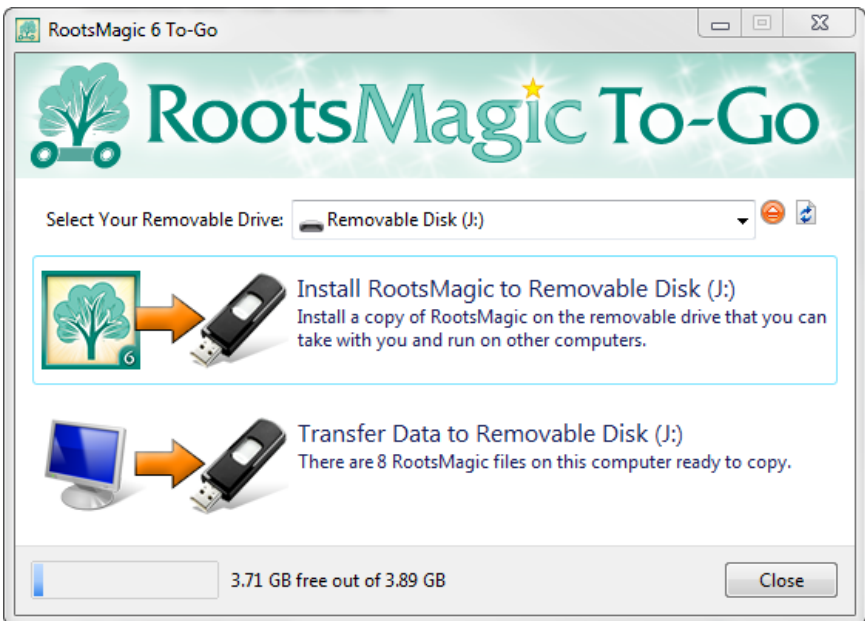 RootsMagic 6 To-Go
RootsMagic To-Go
Select Your Removable Drive: Removable Disk (J:)
Install RootsMagic to Removable Disk (J:)
Install a copy of RootsMagic on the removable drive that you can
take with you and run on other computers.
6
Transfer Data to Removable Disk (J:)
There are 8 RootsMagic files on this computer ready to copy.
3.71 GB free out of 3.89 GB Close